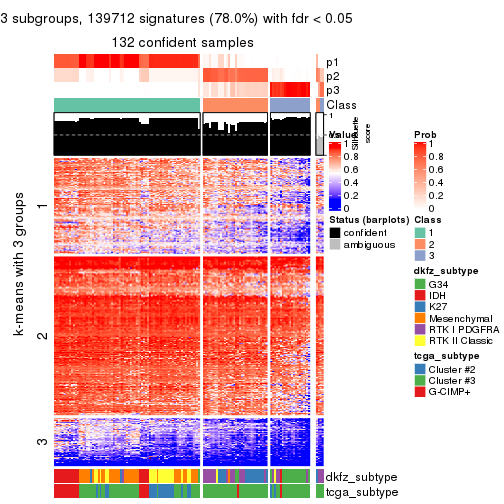 3 subgroups, 139712 signatures (78.0%) with fdr < 0.05
132 confident samples
p1
p2
p3
Class
1
Silhouette
score
k-means with 3 groups
1
2
3
Value
1
0.8
0.6
0.4
0.2
0
Prob
1
0.8
0.6
0.4
0.2
0
Status (barplots)
confident
ambiguous
Class
1
2
3
dkfz_subtype
G34
IDH
K27
Mesenchymal
RTK I PDGFRA
RTK II Classic
tcga_subtype
Cluster #2
Cluster #3
G-CIMP+
dkfz_subtype
tcga_subtype